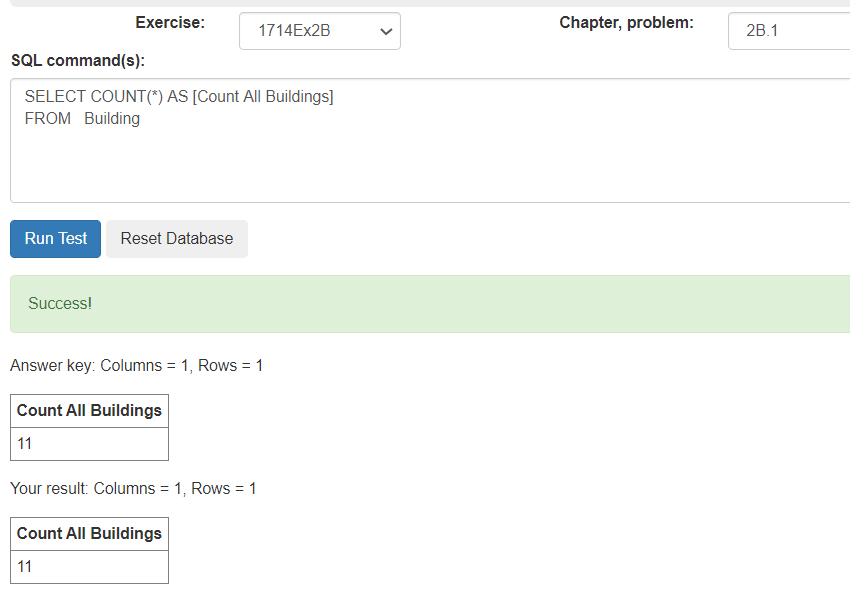 Exercise: 1714Ex2B Chapter, problem: 2B.1
SQL command(s):
SELECT COUNT(*) AS [Count All Buildings]
FROM   Building
Run Test Reset Database
Success!
Answer key: Columns = 1, Rows = 1
Count All Buildings
11
Your result: Columns = 1, Rows = 1
Count All Buildings
11